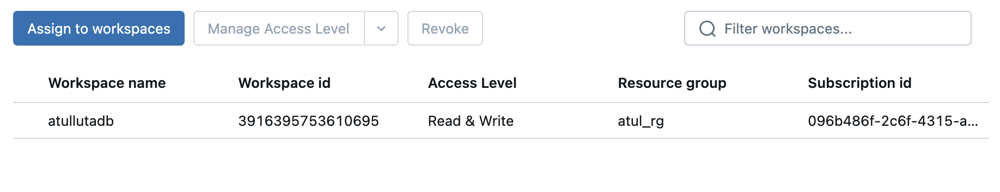 Assign to workspaces Manage Access Level Revoke Filter workspaces...
Workspace name Workspace id Access Level Resource group Subscription id
atullutadb 3916395753610695 Read & Write atul_rg 096b486f-2c6f-4315-a...